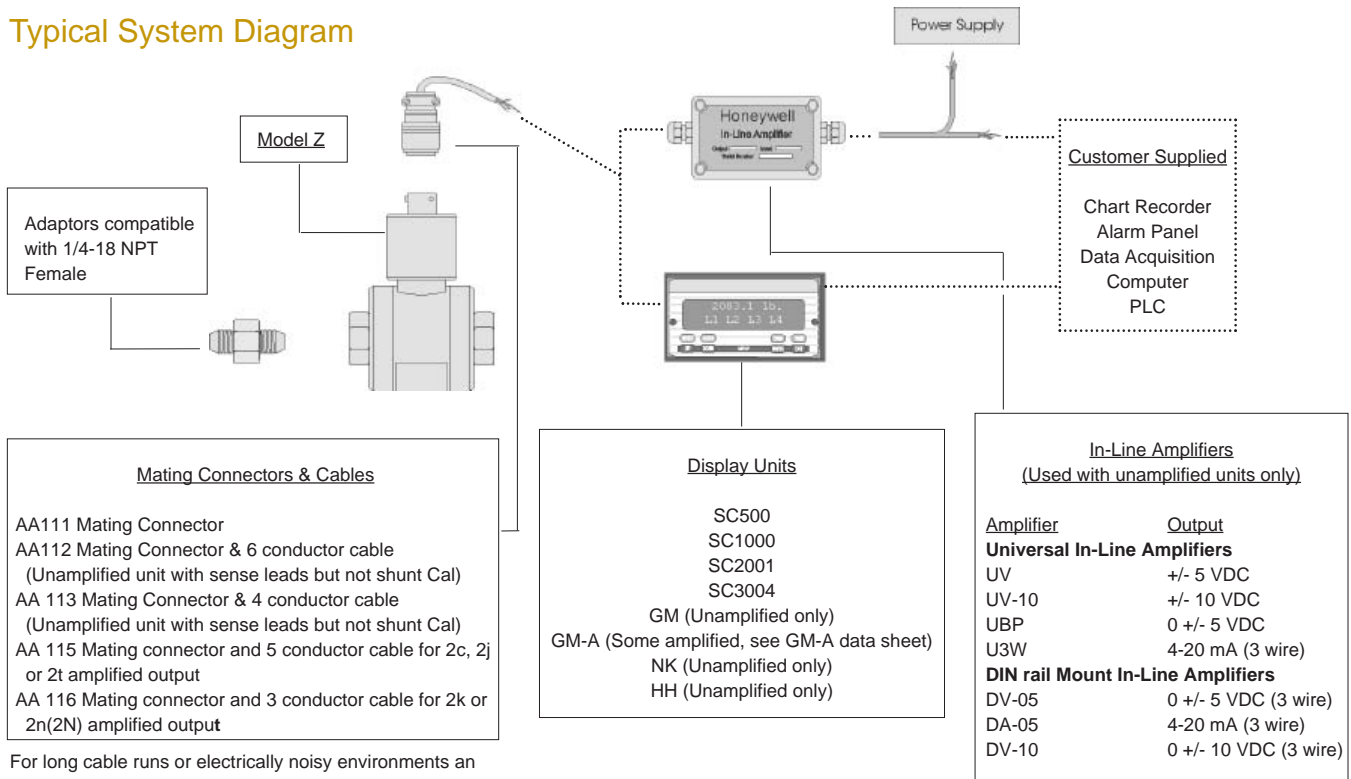 Typical System Diagram
Power Supply
Model Z
Honeywell
In-Line Amplifier
Customer Supplied
Chart Recorder
Alarm Panel
Data Acquisition
Computer
PLC
Adaptors compatible
with 1/4-18 NPT
Female
2083.1 lb.
L1 L2 L3 L4
Mating Connectors & Cables
AA111 Mating Connector
AA112 Mating Connector & 6 conductor cable
(Unamplified unit with sense leads but not shunt Cal)
AA 113 Mating Connector & 4 conductor cable
(Unamplified unit with sense leads but not shunt Cal)
AA 115 Mating connector and 5 conductor cable for 2c, 2j
or 2t amplified output
AA 116 Mating connector and 3 conductor cable for 2k or
2n(2N) amplified output
For long cable runs or electrically noisy environments an
Display Units
SC500
SC1000
SC2001
SC3004
GM (Unamplified only)
GM-A (Some amplified, see GM-A data sheet)
NK (Unamplified only)
HH (Unamplified only)
In-Line Amplifiers
(Used with unamplified units only)
Amplifier Output
Universal In-Line Amplifiers
UV +/- 5 VDC
UV-10 +/- 10 VDC
UBP 0 +/- 5 VDC
U3W 4-20 mA (3 wire)
DIN rail Mount In-Line Amplifiers
DV-05 0 +/- 5 VDC (3 wire)
DA-05 4-20 mA (3 wire)
DV-10 0 +/- 10 VDC (3 wire)